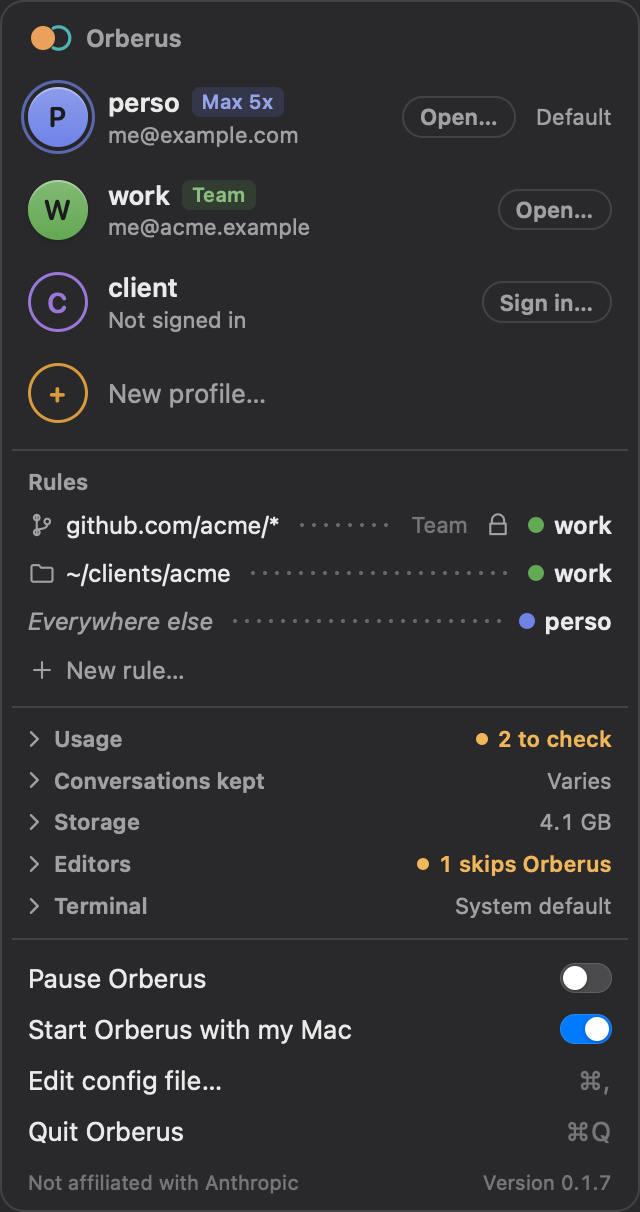 Orberus
P perso Max 5x Open... Default
me@example.com
W work Team Open...
me@acme.example
C client Sign in...
Not signed in
+ New profile...
Rules
github.com/acme/* Team work
~/clients/acme work
Everywhere else perso
+ New rule...
Usage 2 to check
Conversations kept Varies
Storage 4.1 GB
Editors 1 skips Orberus
Terminal System default
Pause Orberus
Start Orberus with my Mac
Edit config file... ⌘,
Quit Orberus ⌘Q
Not affiliated with Anthropic Version 0.1.7